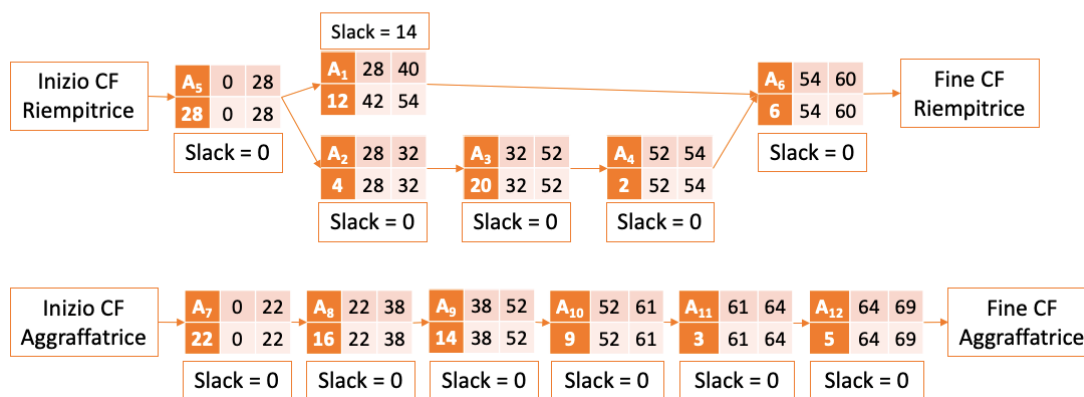 Slack = 14
Inizio CF
Riempitrice
A5 0 28
28 0 28
Slack = 0
A1 28 40
12 42 54
A6 54 60
6 54 60
Slack = 0
Fine CF
Riempitrice
A2 28 32
4 28 32
Slack = 0
A3 32 52
20 32 52
Slack = 0
A4 52 54
2 52 54
Slack = 0
Inizio CF
Aggraffatrice
A7 0 22
22 0 22
Slack = 0
A8 22 38
16 22 38
Slack = 0
A9 38 52
14 38 52
Slack = 0
A10 52 61
9 52 61
Slack = 0
A11 61 64
3 61 64
Slack = 0
A12 64 69
5 64 69
Slack = 0
Fine CF
Aggraffatrice